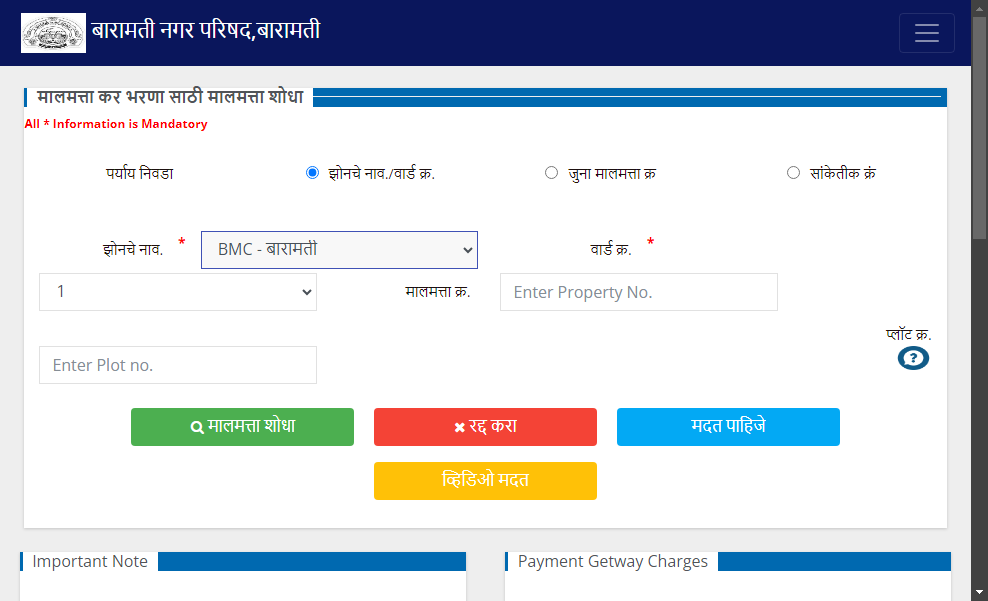 बारामती नगर परिषद,बारामती
मालमत्ता कर भरणा साठी मालमत्ता शोधा
All * Information is Mandatory
पर्याय निवडा झोनचे नाव./वार्ड क्र. जुना मालमत्ता क्र सांकेतीक क्रं
झोनचे नाव. * BMC - बारामती वार्ड क्र. *
1 मालमत्ता क्र. Enter Property No.
प्लॉट क्र.
Enter Plot no.
मालमत्ता शोधा रद्द करा मदत पाहिजे
व्हिडिओ मदत
Important Note Payment Getway Charges